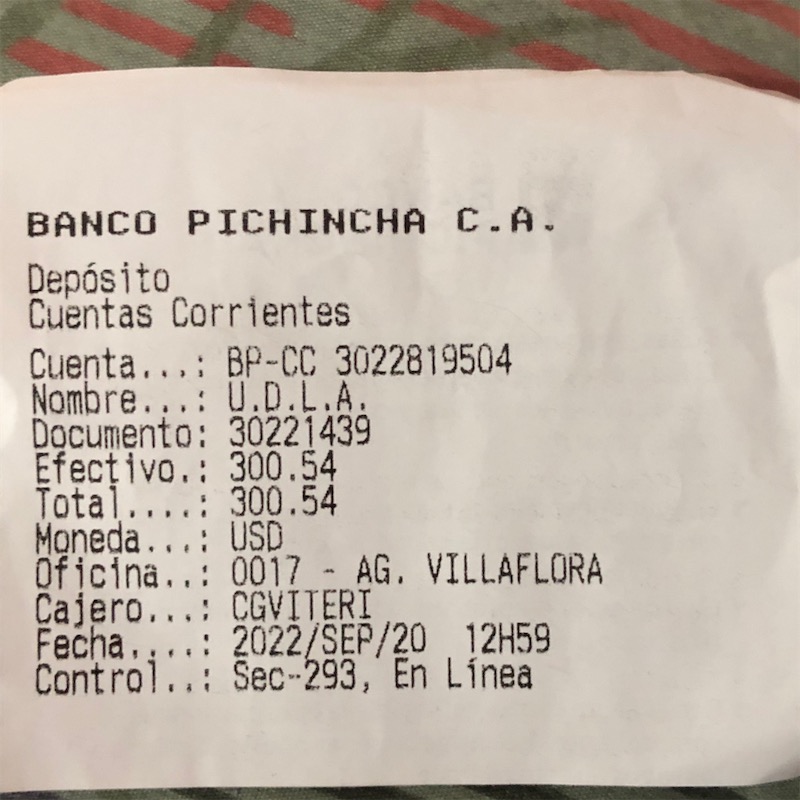 BANCO PICHINCHA C.A.
Depósito
Cuentas Corrientes
Cuenta...: BP-CC 3022819504
Nombre...: U.D.L.A.
Documento: 30221439
Efectivo.: 300.54
Total....: 300.54
Moneda...: USD
Oficina..: 0017 - AG. VILLAFLORA
Cajero...: CGVITERI
Fecha....: 2022/SEP/20 12H59
Control..: Sec-293, En Línea